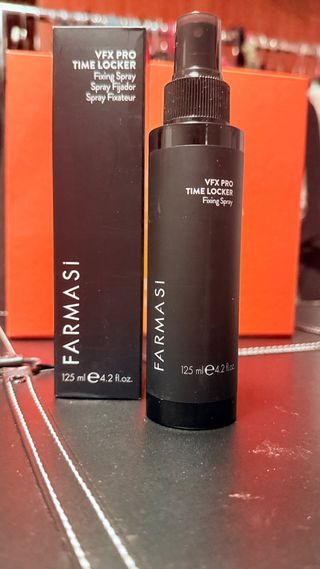 VFX PRO
TIME LOCKER
Fixing Spray
Spray Fijador
Spray Fixateur
FARMASi
125 ml e 4.2 fl.oz.
VFX PRO
TIME LOCKER
Fixing Spray
FARMASi
125 ml e 4.2 fl.oz.